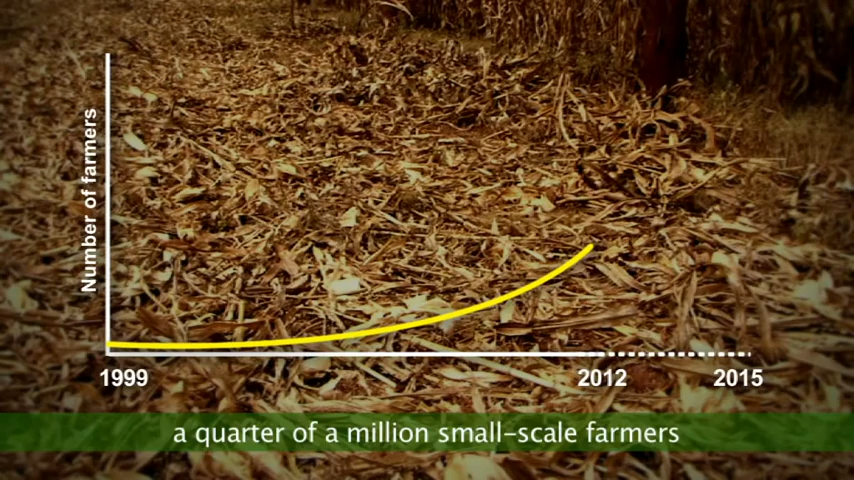 Number of farmers
1999
2012
2015
a quarter of a million small-scale farmers